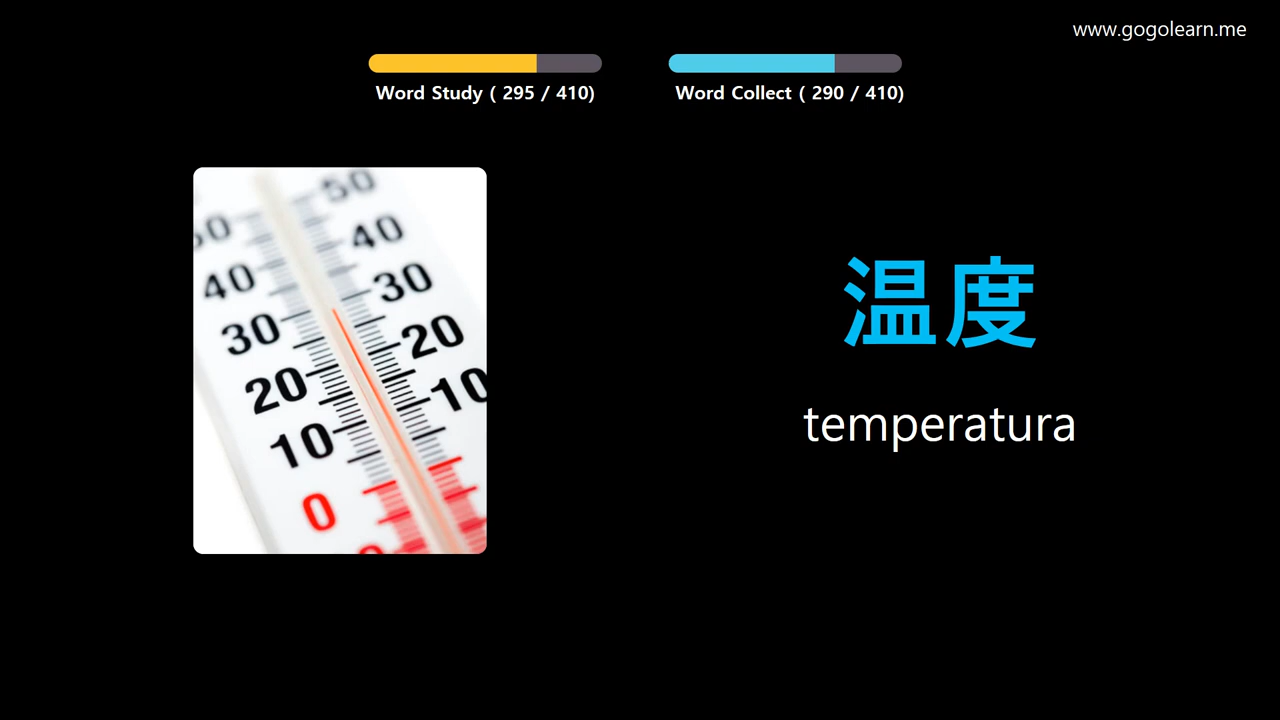 www.gogolearn.me
Word Study ( 295 / 410)
Word Collect ( 290 / 410)
50
50
40
40
30
30
20
20
10
10
0
温度
temperatura